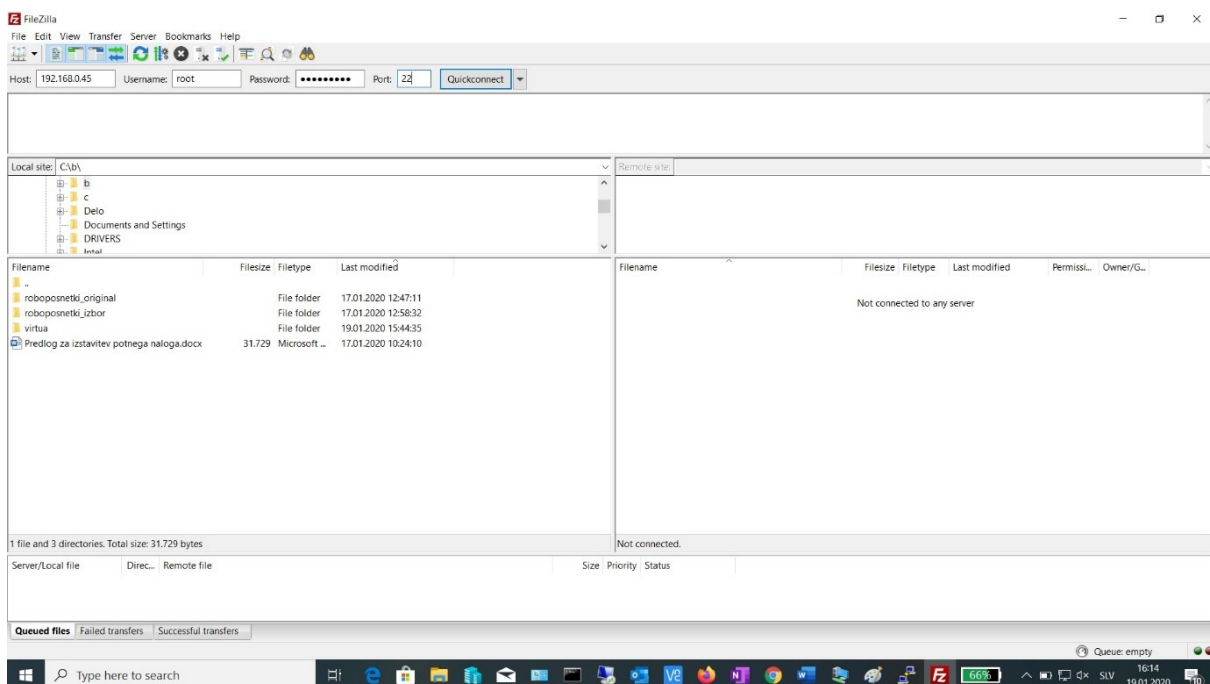 FileZilla
File Edit View Transfer Server Bookmarks Help
Host: 192.168.0.45 Username: root Password: ●●●●●●●●● Port: 22 Quickconnect
Local site: C:\b\ Remote site:
b
c
Delo
Documents and Settings
DRIVERS
Intel
Filename Filesize Filetype Last modified Filename Filesize Filetype Last modified Permissi... Owner/G...
..
roboposnetki_original File folder 17.01.2020 12:47:11
roboposnetki_izbor File folder 17.01.2020 12:58:32
virtua File folder 19.01.2020 15:44:35
Predlog za izstavitev potnega naloga.docx 31.729 Microsoft ... 17.01.2020 10:24:10
Not connected to any server
1 file and 3 directories. Total size: 31.729 bytes Not connected.
Server/Local file Direc... Remote file Size Priority Status
Queued files Failed transfers Successful transfers
Queue: empty
Type here to search 66% SLV 16:14
19.01.2020